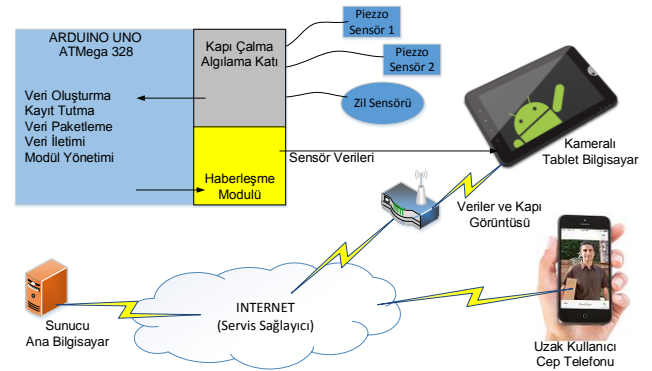 ARDUINO UNO
ATMega 328
Veri Oluşturma
Kayıt Tutma
Veri Paketleme
Veri İletimi
Modül Yönetimi
Kapı Çalma
Algılama Katı
Haberleşme
Modulü
Piezzo
Sensör 1
Piezzo
Sensör 2
Zil Sensörü
Sensör Verileri
Kameralı
Tablet Bilgisayar
Veriler ve Kapı
Görüntüsü
Sunucu
Ana Bilgisayar
INTERNET
(Servis Sağlayıcı)
Uzak Kullanıcı
Cep Telefonu